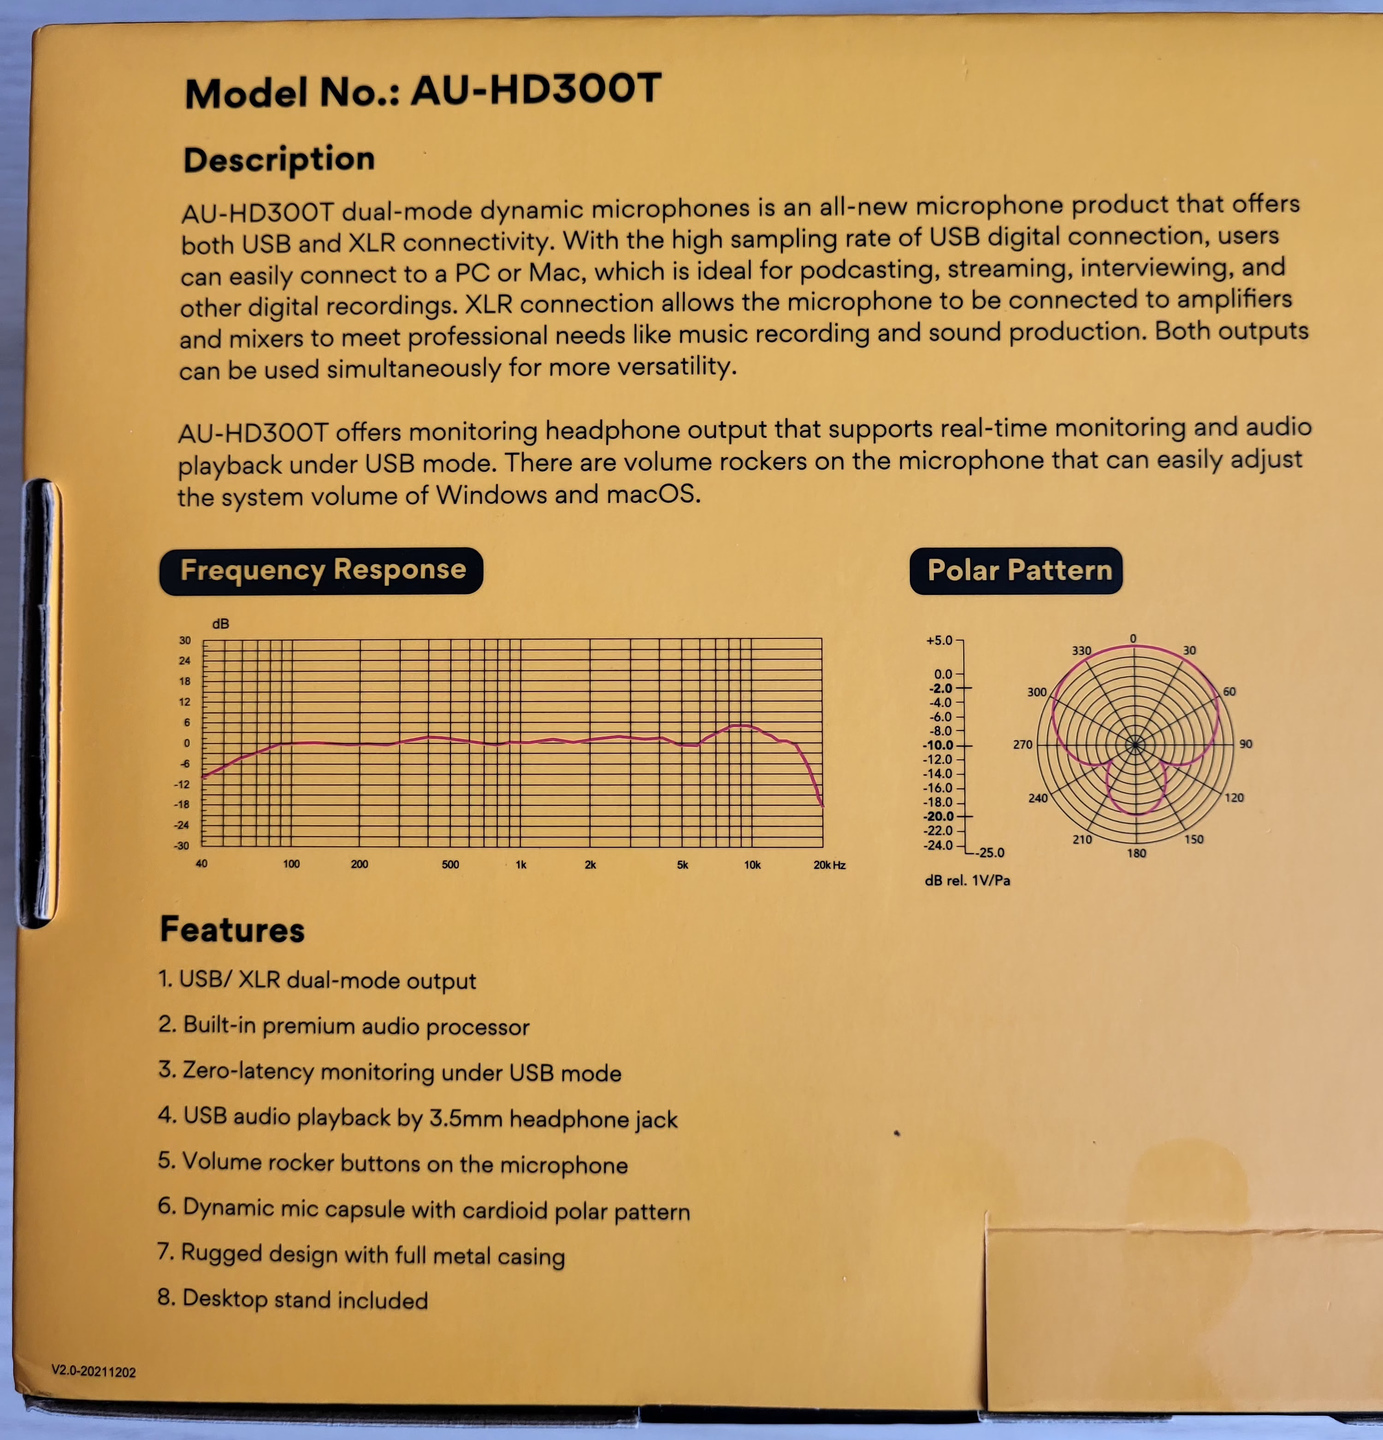 Model No.: AU-HD300T
Description
AU-HD300T dual-mode dynamic microphones is an all-new microphone product that offers
both USB and XLR connectivity. With the high sampling rate of USB digital connection, users
can easily connect to a PC or Mac, which is ideal for podcasting, streaming, interviewing, and
other digital recordings. XLR connection allows the microphone to be connected to amplifiers
and mixers to meet professional needs like music recording and sound production. Both outputs
can be used simultaneously for more versatility.
AU-HD300T offers monitoring headphone output that supports real-time monitoring and audio
playback under USB mode. There are volume rockers on the microphone that can easily adjust
the system volume of Windows and macOS.
Frequency Response
dB
30
24
18
12
6
0
-6
-12
-18
-24
-30
40 100 200 500 1k 2k 5k 10k 20k Hz
Polar Pattern
+5.0
0.0
-2.0
-4.0
-6.0
-8.0
-10.0
-12.0
-14.0
-16.0
-18.0
-20.0
-22.0
-24.0
-25.0
dB rel. 1V/Pa
0
330 30
300 60
270 90
240 120
210 150
180
Features
1. USB/ XLR dual-mode output
2. Built-in premium audio processor
3. Zero-latency monitoring under USB mode
4. USB audio playback by 3.5mm headphone jack
5. Volume rocker buttons on the microphone
6. Dynamic mic capsule with cardioid polar pattern
7. Rugged design with full metal casing
8. Desktop stand included
V2.0-20211202